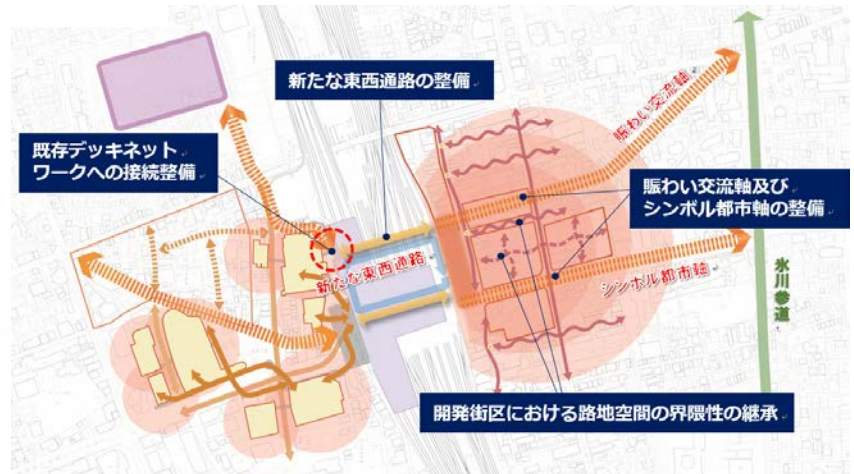 新たな東西通路の整備
既存デッキネット
ワークへの接続整備
賑わい交流軸
賑わい交流軸及び
シンボル都市軸の整備
新たな東西通路
シンボル都市軸
氷川参道
開発街区における路地空間の界隈性の継承